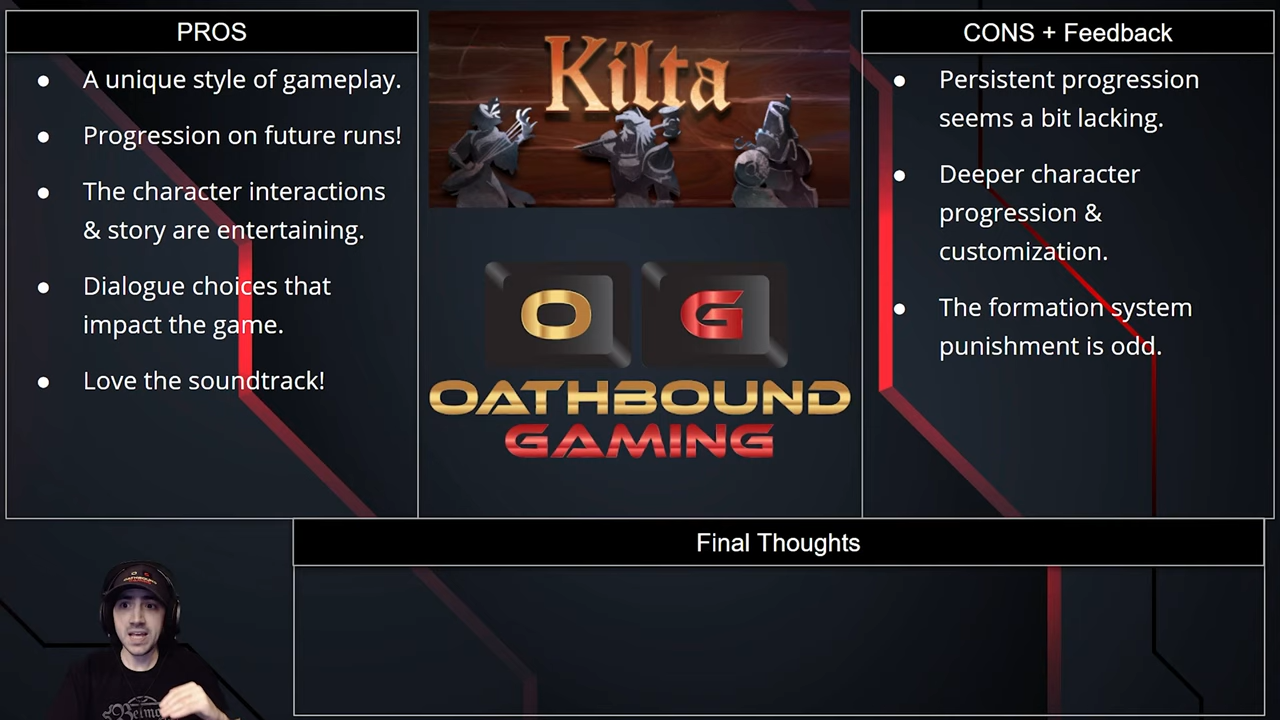 PROS
● A unique style of gameplay.
● Progression on future runs!
● The character interactions
& story are entertaining.
● Dialogue choices that
impact the game.
● Love the soundtrack!
Kilta
O G
OATHBOUND
GAMING
CONS + Feedback
● Persistent progression
seems a bit lacking.
● Deeper character
progression &
customization.
● The formation system
punishment is odd.
Final Thoughts